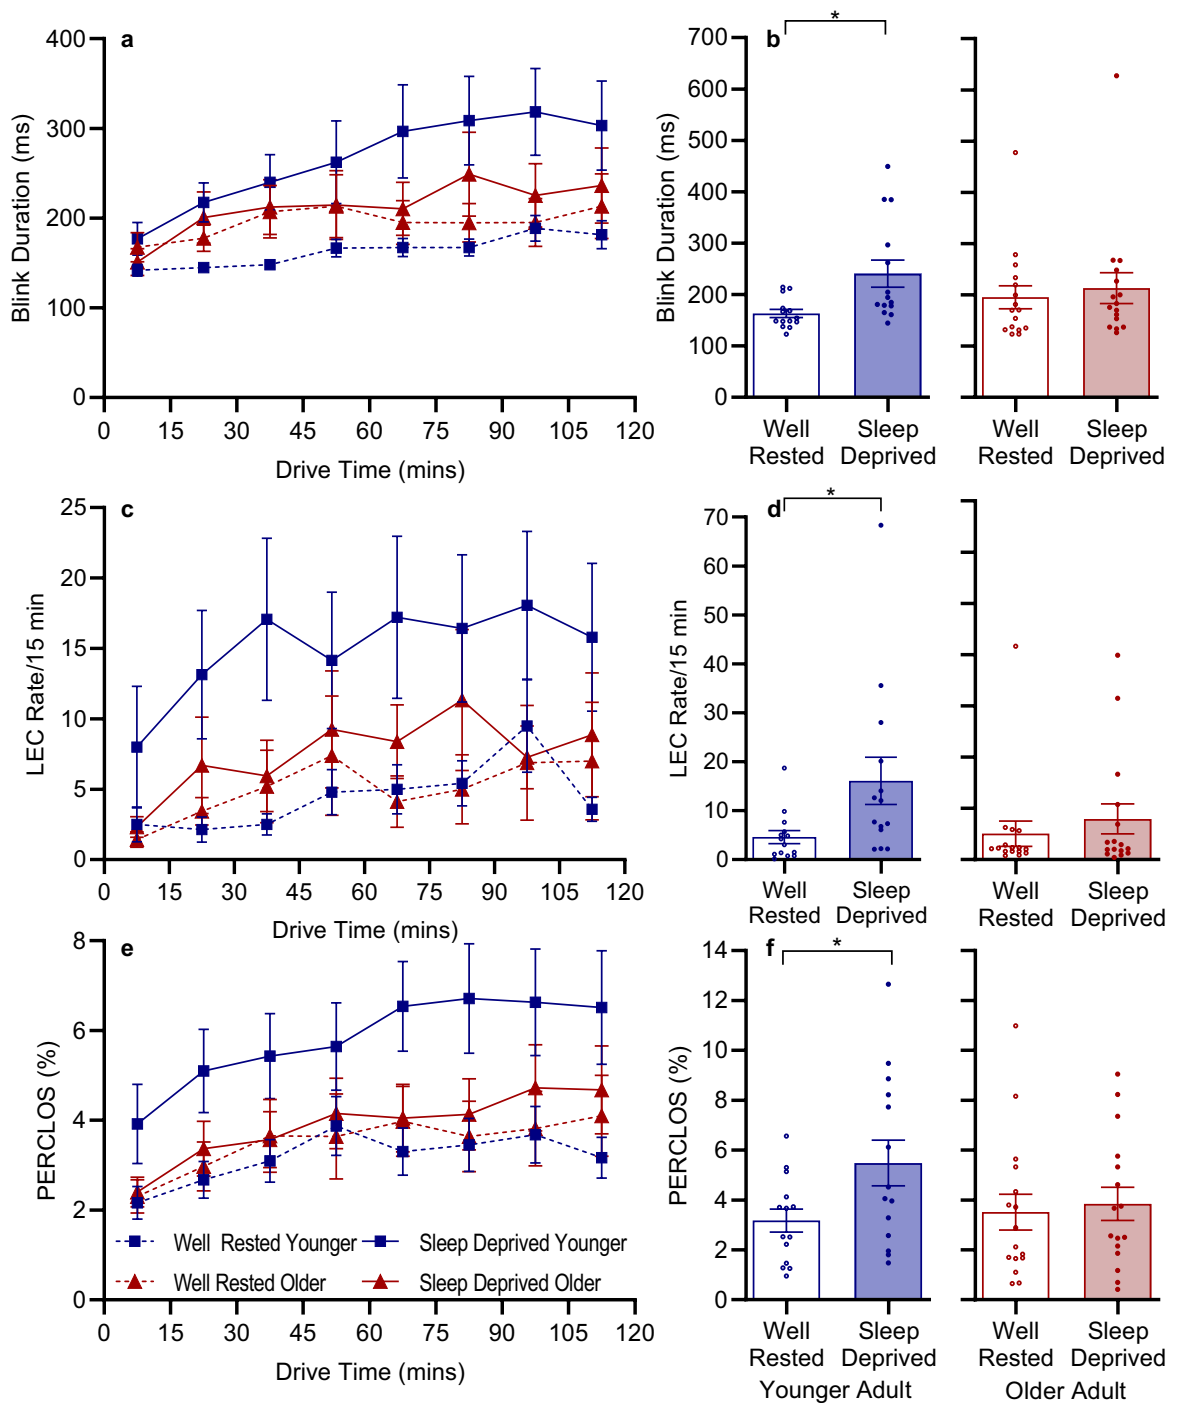 a
400
300
200
100
0
Blink Duration (ms)
0 15 30 45 60 75 90 105 120
Drive Time (mins)
b
*
700
600
500
400
300
200
100
0
Blink Duration (ms)
Well Rested
Sleep Deprived
Well Rested
Sleep Deprived
c
25
20
15
10
5
0
LEC Rate/15 min
0 15 30 45 60 75 90 105 120
Drive Time (mins)
d
*
70
60
50
40
30
20
10
0
LEC Rate/15 min
Well Rested
Sleep Deprived
Well Rested
Sleep Deprived
e
8
6
4
2
0
PERCLOS (%)
Well Rested Younger
Sleep Deprived Younger
Well Rested Older
Sleep Deprived Older
0 15 30 45 60 75 90 105 120
Drive Time (mins)
f
*
14
12
10
8
6
4
2
0
PERCLOS (%)
Well Rested
Sleep Deprived
Well Rested
Sleep Deprived
Younger Adult
Older Adult